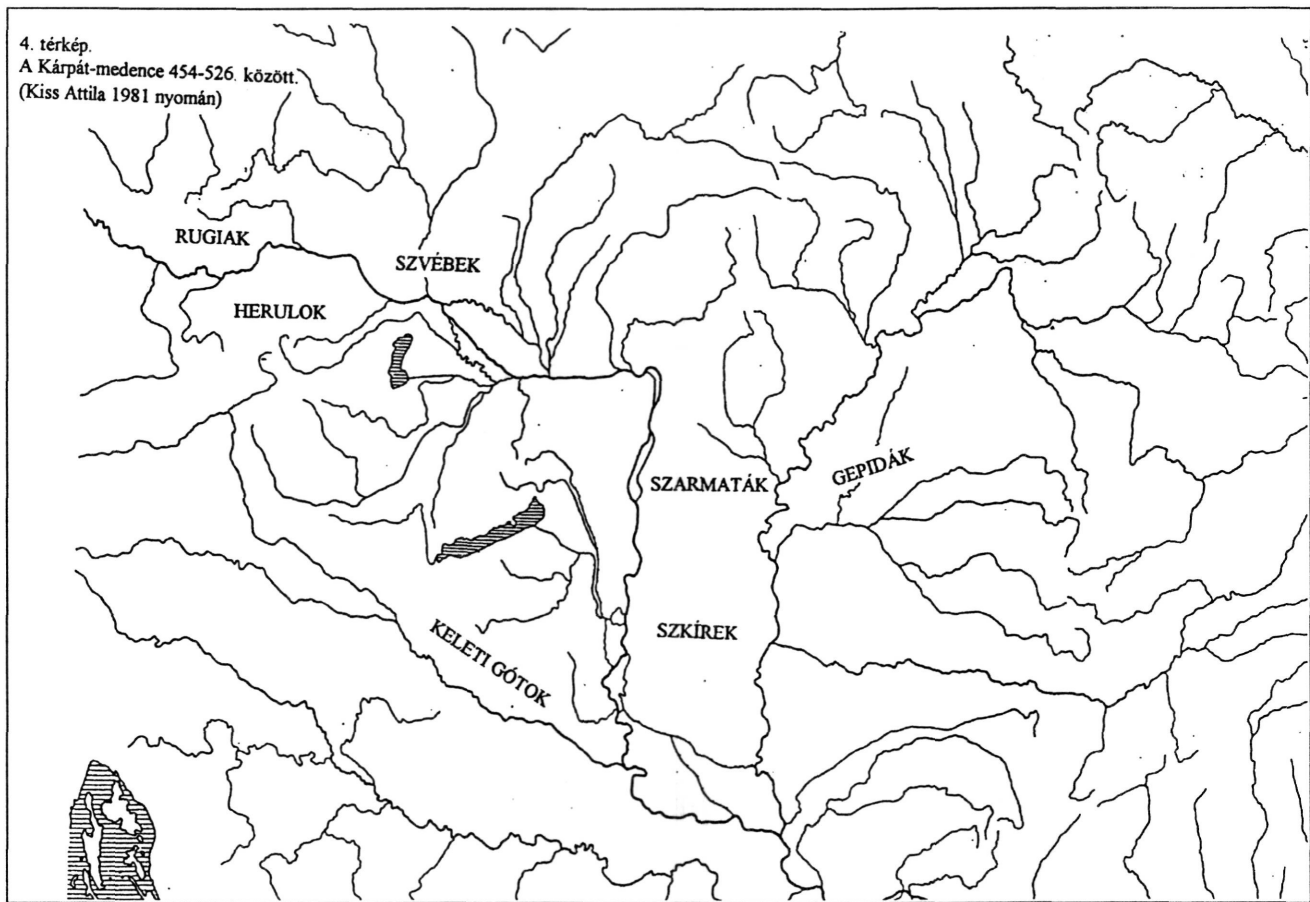 4. térkép.
A Kárpát-medence 454-526. között.
(Kiss Attila 1981 nyomán)
RUGIAK
SZVÉBEK
HERULOK
SZARMATÁK
GEPIDÁK
SZKÍREK
KELETI GÓTOK